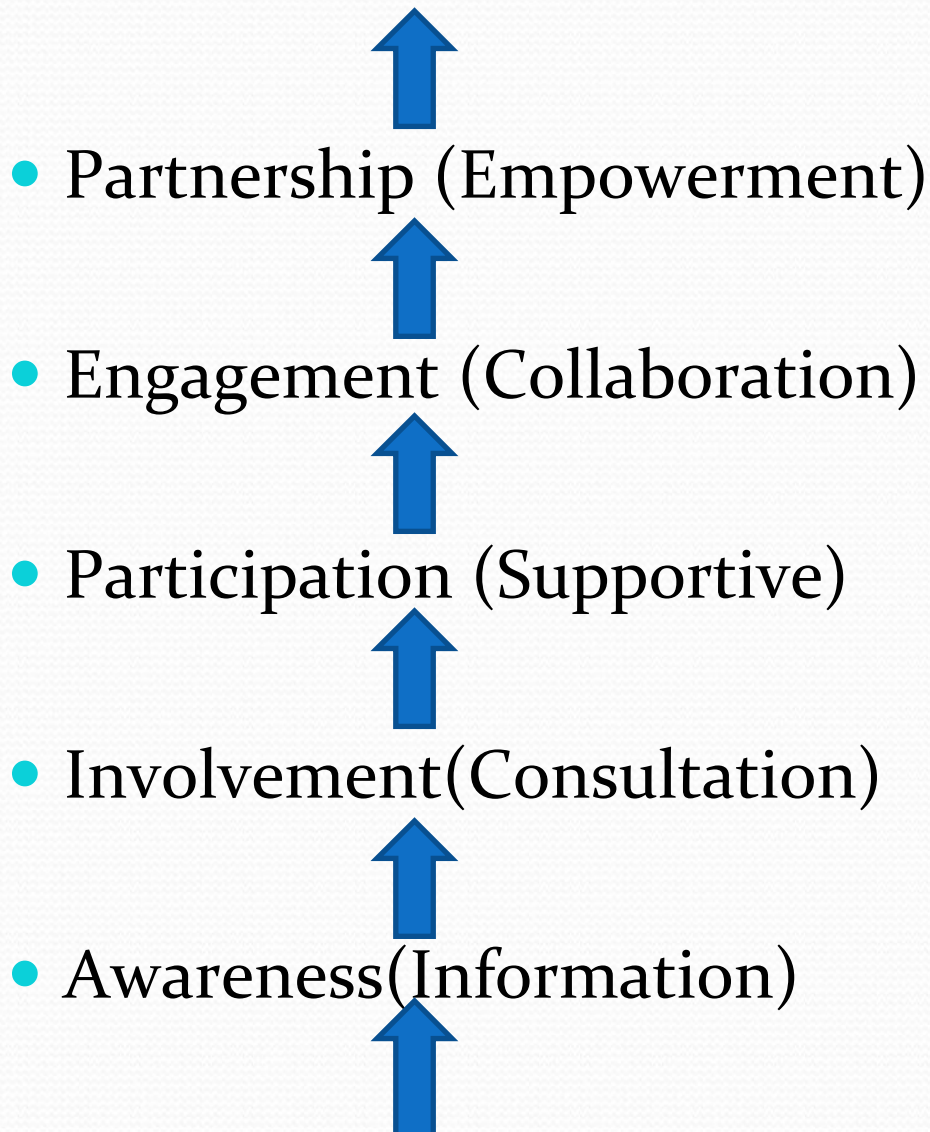 • Partnership (Empowerment)
• Engagement (Collaboration)
• Participation (Supportive)
• Involvement(Consultation)
• Awareness(Information)